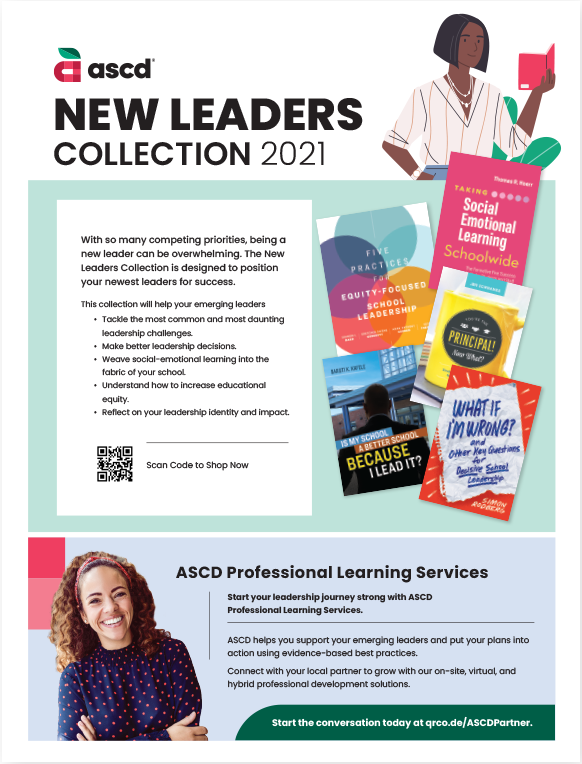 ascd
NEW LEADERS
COLLECTION 2021
With so many competing priorities, being a
new leader can be overwhelming. The New
Leaders Collection is designed to position
your newest leaders for success.
This collection will help your emerging leaders
• Tackle the most common and most daunting
leadership challenges.
• Make better leadership decisions.
• Weave social-emotional learning into the
fabric of your school.
• Understand how to increase educational
equity.
• Reflect on your leadership identity and impact.
Scan Code to Shop Now
Thomas R. Hoerr
TAKING
Social
Emotional
Learning
Schoolwide
FIVE
PRACTICES
FOR
EQUITY-FOCUSED
SCHOOL
LEADERSHIP
YOU'RE THE
PRINCIPAL!
Now What?
BARUTI K. KAFELE
IS MY SCHOOL
A BETTER SCHOOL
BECAUSE
I LEAD IT?
WHAT IF
I'M WRONG?
and
Other Key Questions
for
Decisive School
Leadership
SIMON
RODBERG
ASCD Professional Learning Services
Start your leadership journey strong with ASCD
Professional Learning Services.
ASCD helps you support your emerging leaders and put your plans into
action using evidence-based best practices.
Connect with your local partner to grow with our on-site, virtual, and
hybrid professional development solutions.
Start the conversation today at qrco.de/ASCDPartner.